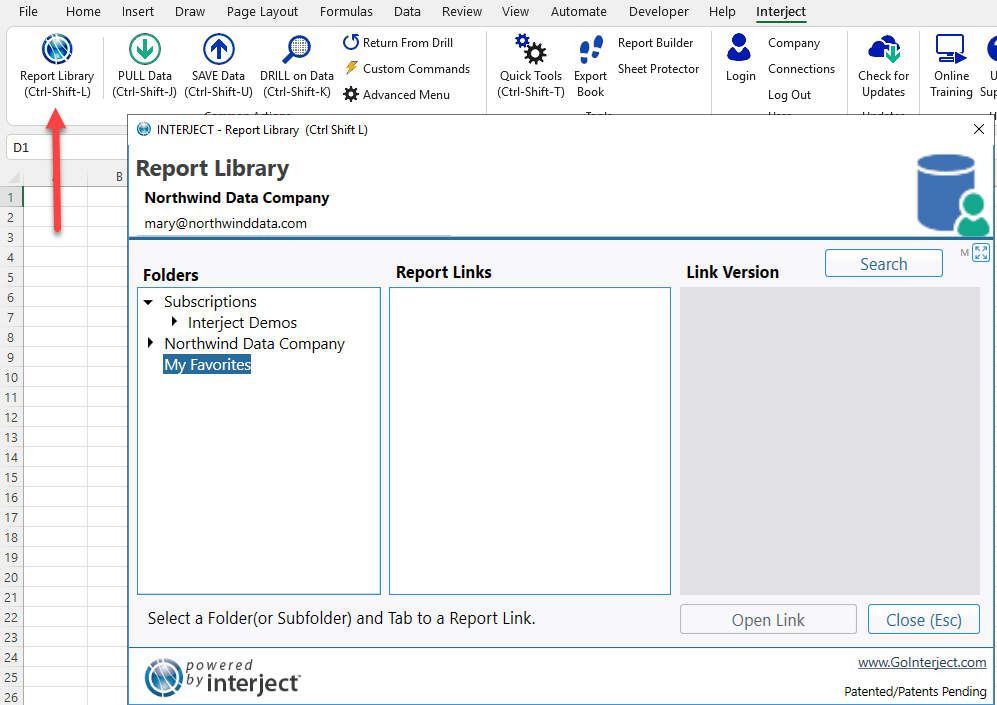 File Home Insert Draw Page Layout Formulas Data Review View Automate Developer Help Interject
Return From Drill Report Builder Company
Custom Commands Sheet Protector Connections
Report Library PULL Data SAVE Data DRILL on Data Quick Tools Export Login Check for Online
(Ctrl-Shift-L) (Ctrl-Shift-J) (Ctrl-Shift-U) (Ctrl-Shift-K) Advanced Menu (Ctrl-Shift-T) Book Log Out Updates Training
INTERJECT - Report Library (Ctrl Shift L)
D1
Report Library
B
Northwind Data Company
mary@northwinddata.com
M
Search
Folders Report Links Link Version
Subscriptions
Interject Demos
Northwind Data Company
My Favorites
1
2
3
4
5
6
7
8
9
10
11
12
13
14
15
16
17
18
19
20
21
22
23
24
25
26
Select a Folder(or Subfolder) and Tab to a Report Link.
Open Link Close (Esc)
powered
by interject™
www.GoInterject.com
Patented/Patents Pending